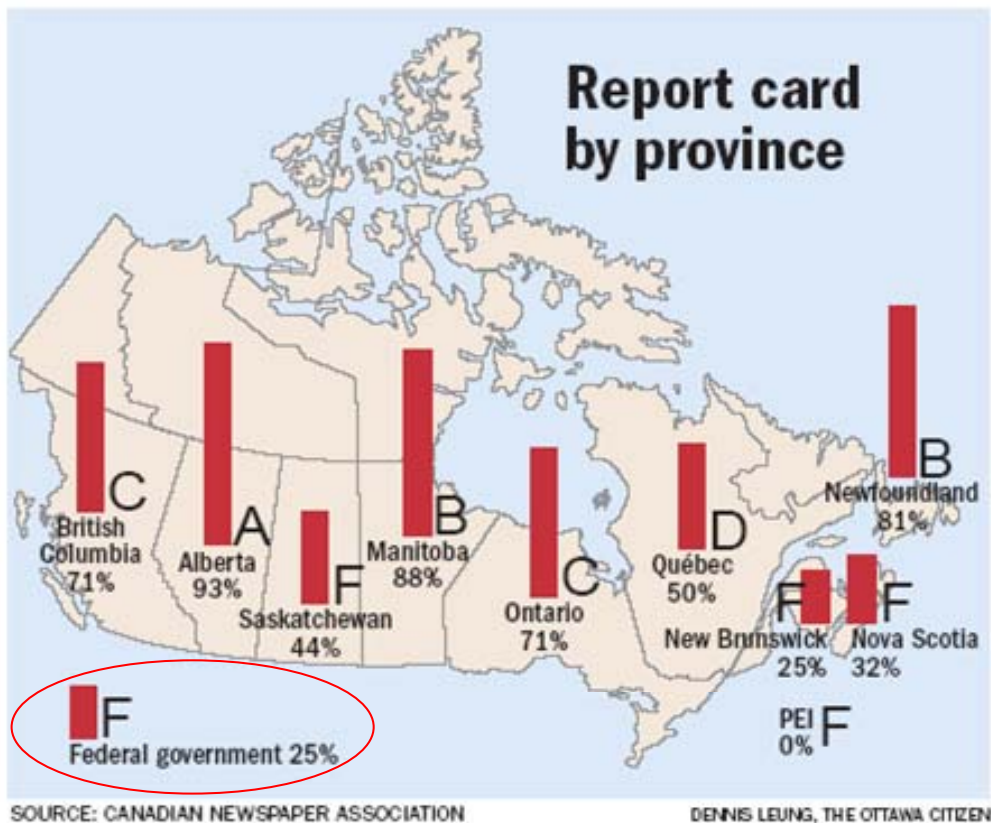 Report card
by province
C
British
Columbia
71%
A
Alberta
93%
F
Saskatchewan
44%
B
Manitoba
88%
C
Ontario
71%
D
Québec
50%
B
Newfoundland
81%
F
New Brunswick
25%
F
Nova Scotia
32%
PEI
0%
F
F
Federal government 25%
SOURCE: CANADIAN NEWSPAPER ASSOCIATION
DENNIS LEUNG, THE OTTAWA CITIZEN